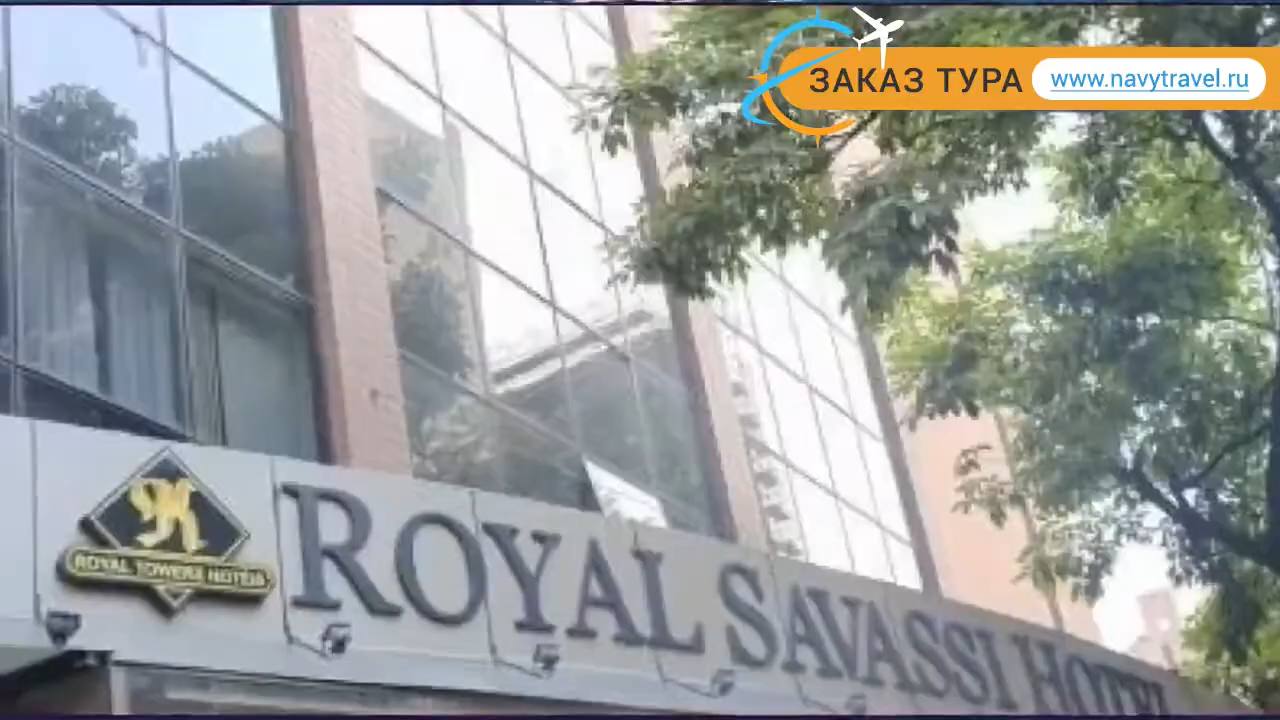 ЗАКАЗ ТУРА www.navytravel.ru
ROYAL TOWERS HOTELS
ROYAL SAVASSI HOTEL